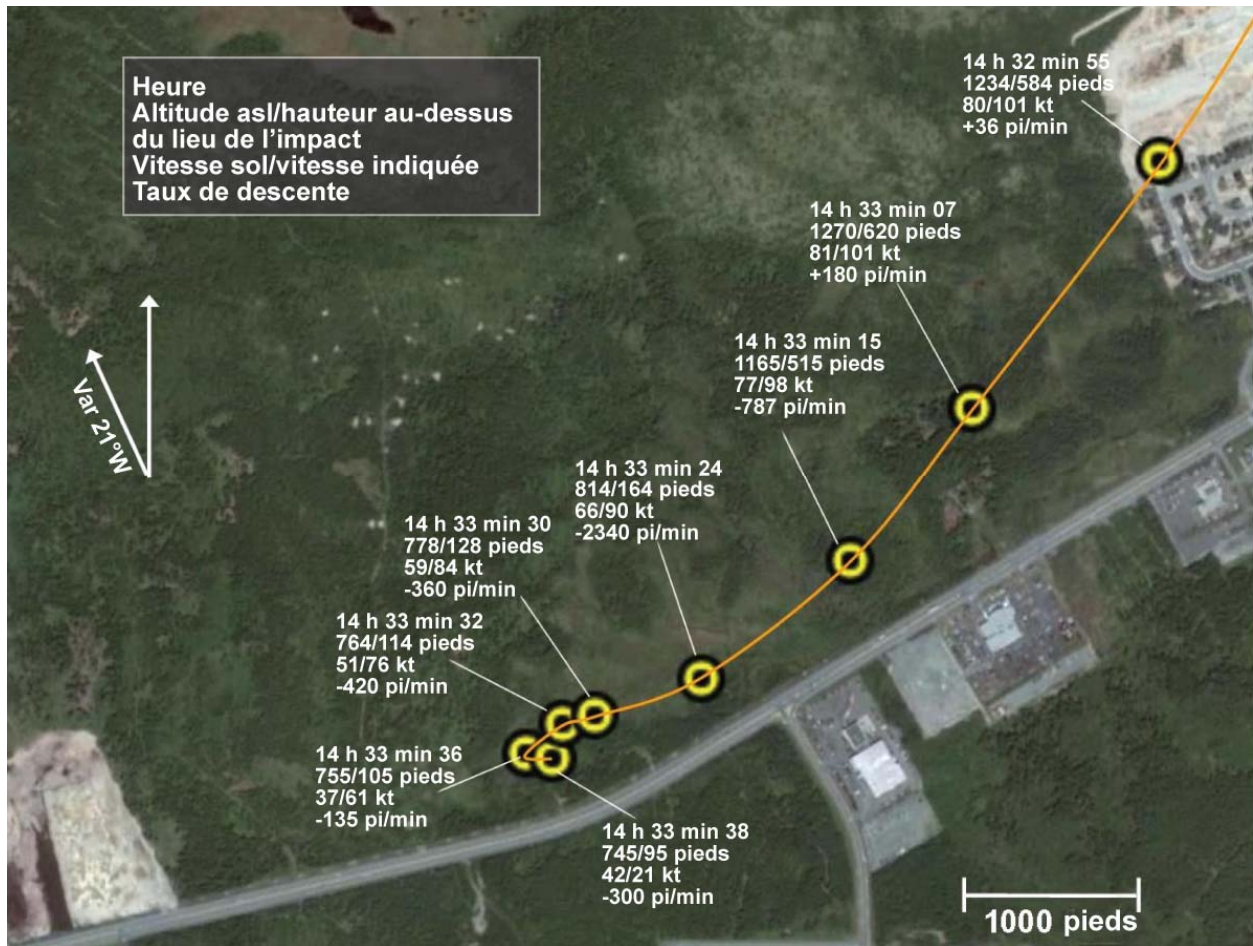 Heure
Altitude asl/hauteur au-dessus
du lieu de l'impact
Vitesse sol/vitesse indiquée
Taux de descente
14 h 32 min 55
1234/584 pieds
80/101 kt
+36 pi/min
14 h 33 min 07
1270/620 pieds
81/101 kt
+180 pi/min
14 h 33 min 15
1165/515 pieds
77/98 kt
-787 pi/min
Var 21°W
14 h 33 min 24
814/164 pieds
66/90 kt
-2340 pi/min
14 h 33 min 30
778/128 pieds
59/84 kt
-360 pi/min
14 h 33 min 32
764/114 pieds
51/76 kt
-420 pi/min
14 h 33 min 36
755/105 pieds
37/61 kt
-135 pi/min
14 h 33 min 38
745/95 pieds
42/21 kt
-300 pi/min
1000 pieds